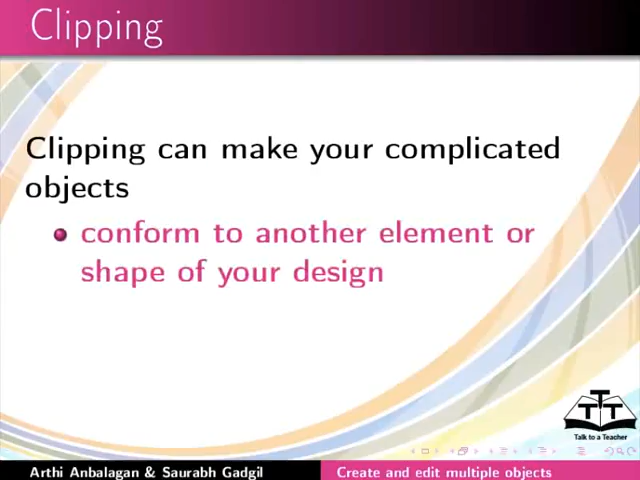 Clipping
Clipping can make your complicated
objects
conform to another element or
shape of your design
TTT
Talk to a Teacher
Arthi Anbalagan & Saurabh Gadgil
Create and edit multiple objects